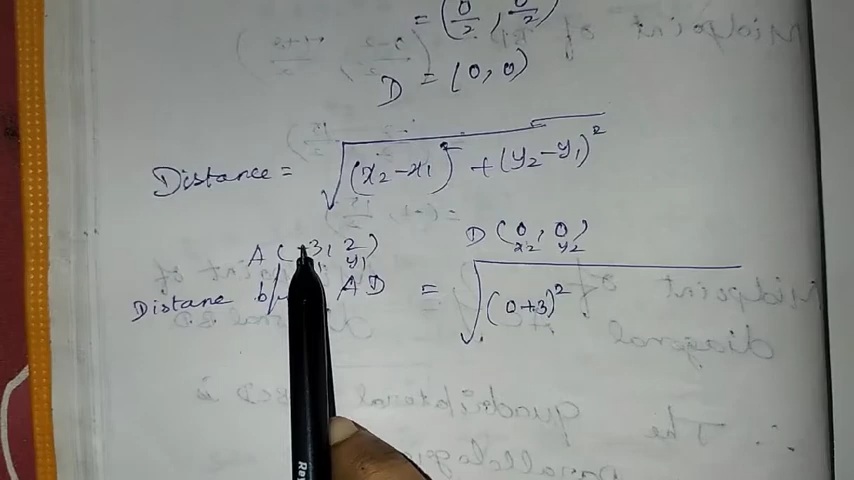 = (0/2, 0/2)
D = (0, 0)
Distance = √(x₂-x₁)² + (y₂-y₁)²
A (-3, 2) D (0, 0)
y₁ x₂ y₂
Distane b/ AD = √(0+3)²